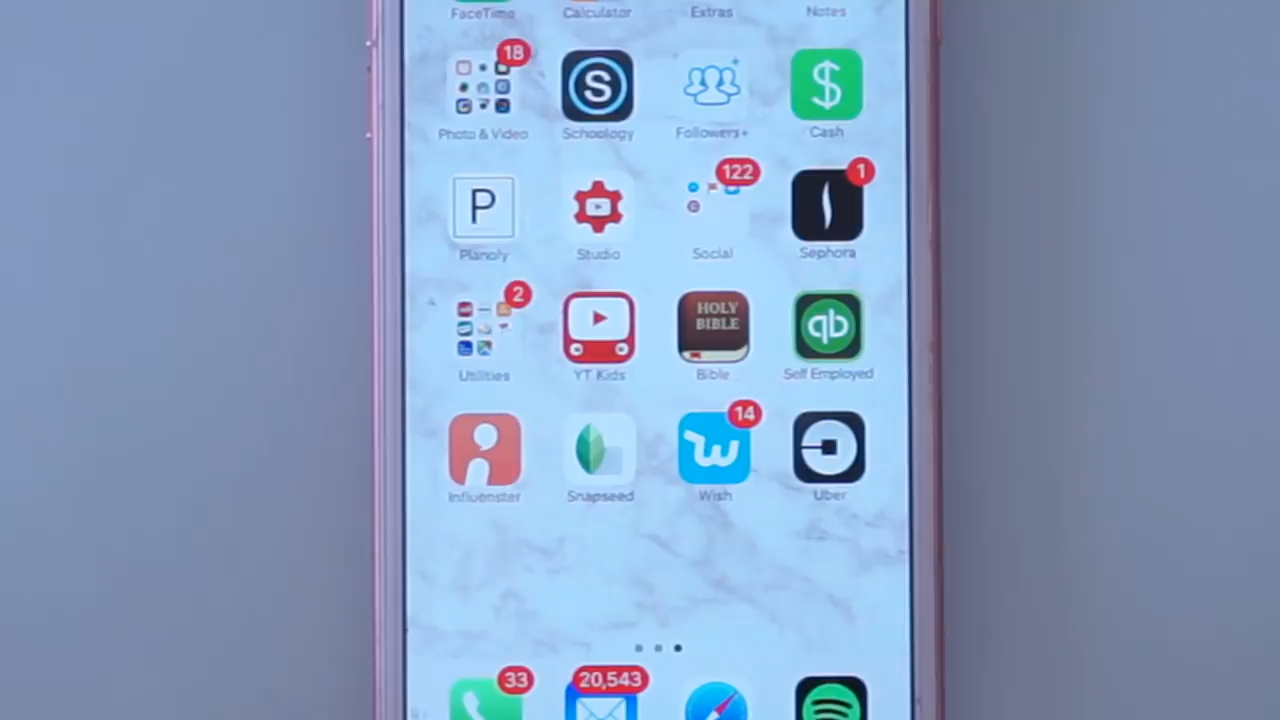 FaceTime Calculator Extras Notes
18
S $
Photo & Video Schoology Followers+ Cash
122 1
P
Planoly Studio Social Sephora
2
HOLY
BIBLE qb
Utilities YT Kids Bible Self Employed
14
w
Influenster Snapseed Wish Uber
33 20,543